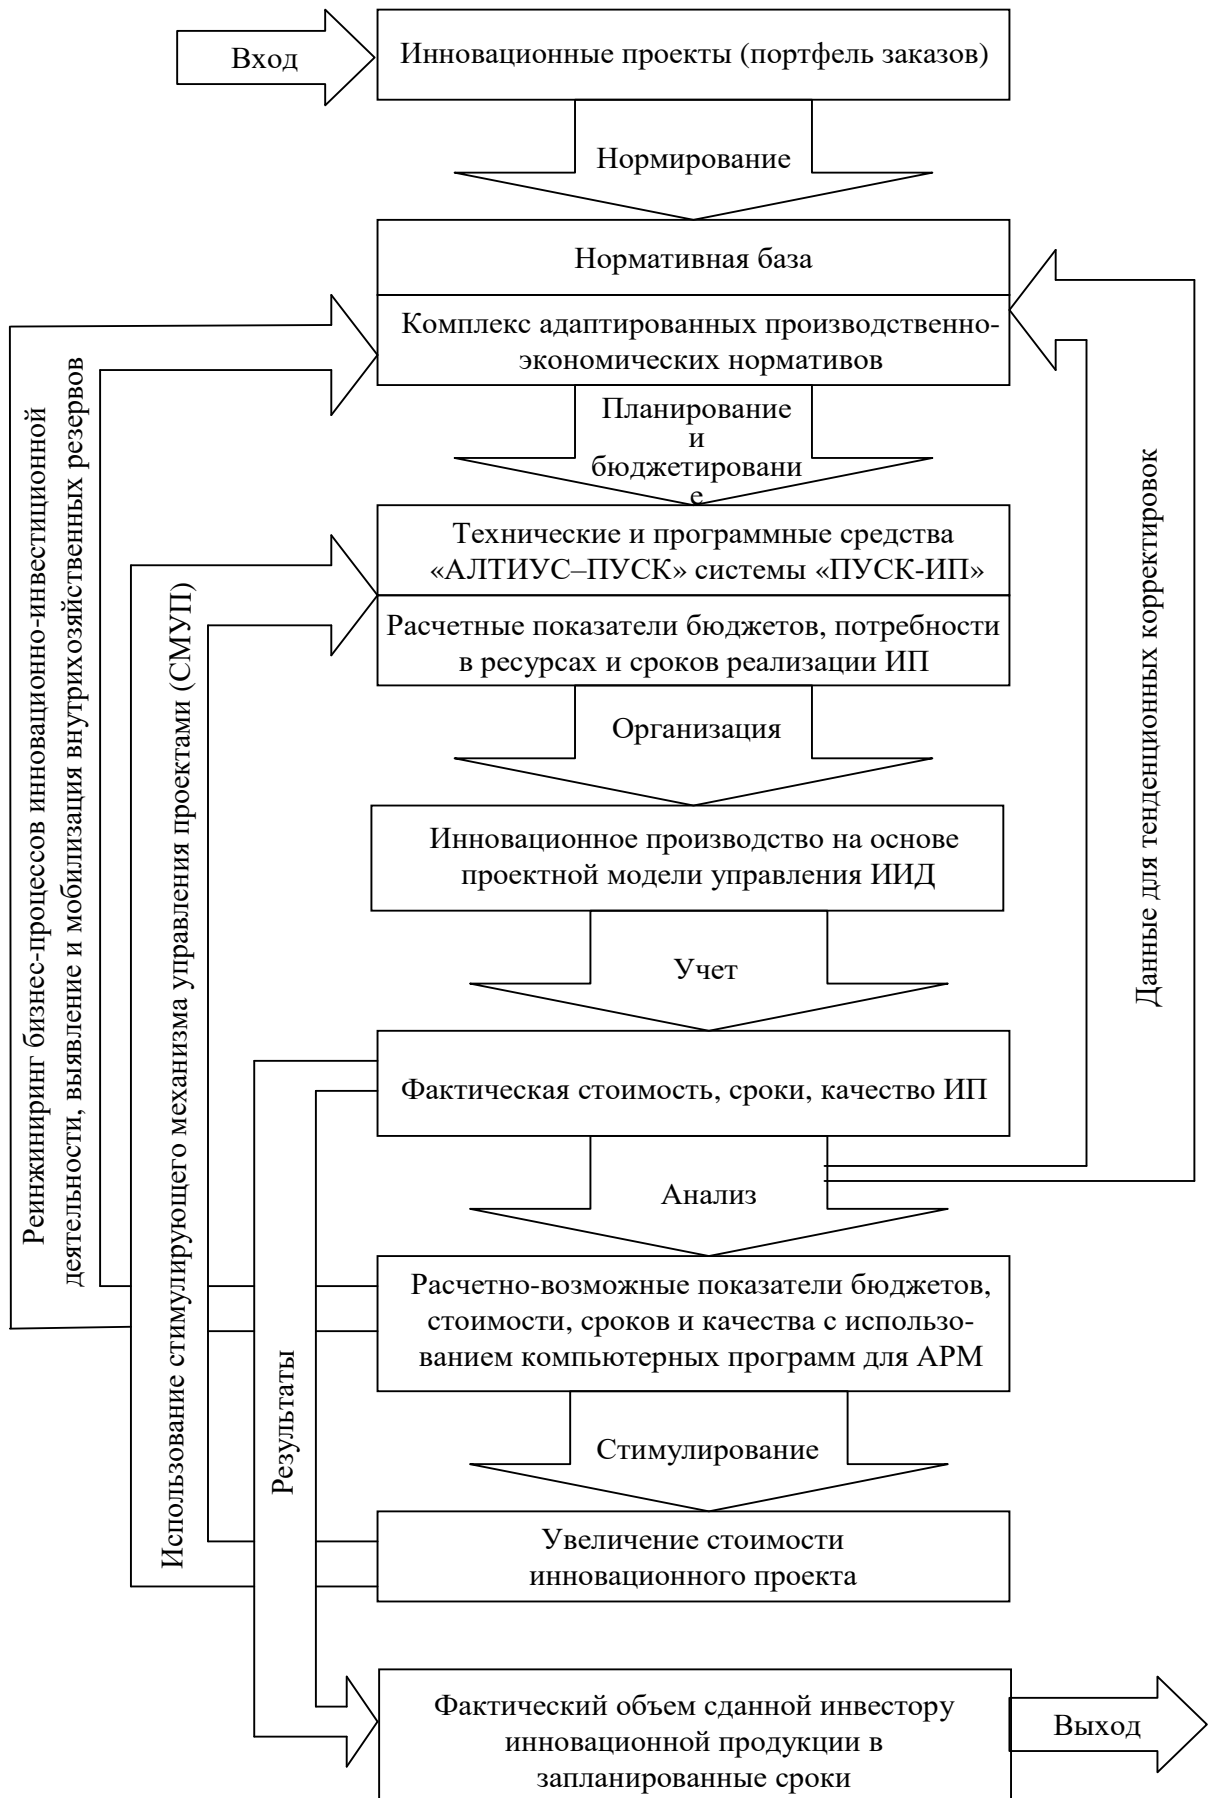 Вход
Инновационные проекты (портфель заказов)
Нормирование
Нормативная база
Комплекс адаптированных производственно-
экономических нормативов
Планирование
и
бюджетировани
е
Технические и программные средства
«АЛТИУС–ПУСК» системы «ПУСК-ИП»
Расчетные показатели бюджетов, потребности
в ресурсах и сроков реализации ИП
Организация
Инновационное производство на основе
проектной модели управления ИИД
Учет
Фактическая стоимость, сроки, качество ИП
Анализ
Расчетно-возможные показатели бюджетов,
стоимости, сроков и качества с использо-
ванием компьютерных программ для АРМ
Стимулирование
Увеличение стоимости
инновационного проекта
Фактический объем сданной инвестору
инновационной продукции в
запланированные сроки
Выход
Реинжиниринг бизнес-процессов инновационно-инвестиционной
деятельности, выявление и мобилизация внутрихозяйственных резервов
Использование стимулирующего механизма управления проектами (СМУП)
Результаты
Данные для тенденционных корректировок